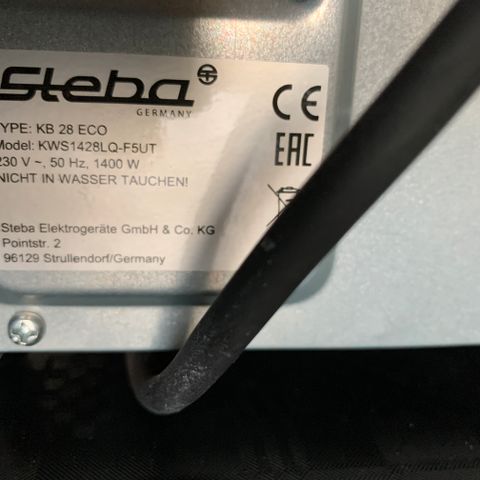 Steba
GERMANY
TYPE: KB 28 ECO
Model: KWS1428LQ-F5UT
230 V ~, 50 Hz, 1400 W
NICHT IN WASSER TAUCHEN!
CE
EAC
Steba Elektrogeräte GmbH & Co. KG
Pointstr. 2
96129 Strullendorf/Germany